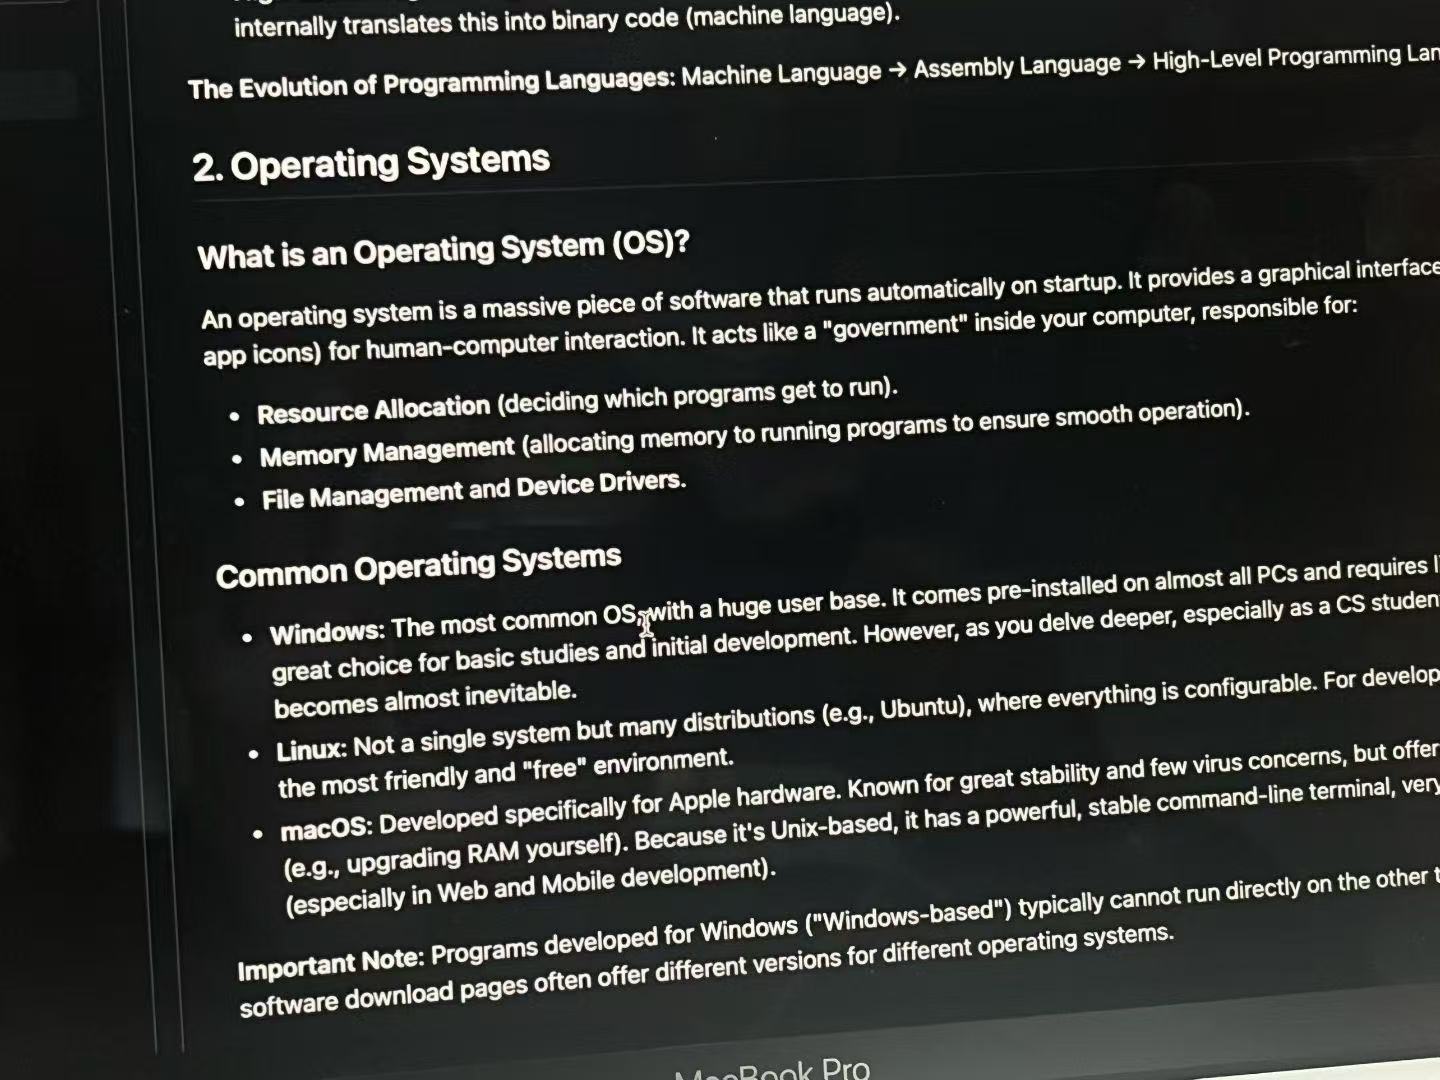 internally translates this into binary code (machine language).
The Evolution of Programming Languages: Machine Language → Assembly Language → High-Level Programming Lan
2. Operating Systems
What is an Operating System (OS)?
An operating system is a massive piece of software that runs automatically on startup. It provides a graphical interface
app icons) for human-computer interaction. It acts like a "government" inside your computer, responsible for:
• Resource Allocation (deciding which programs get to run).
• Memory Management (allocating memory to running programs to ensure smooth operation).
• File Management and Device Drivers.
Common Operating Systems
• Windows: The most common OS, with a huge user base. It comes pre-installed on almost all PCs and requires
great choice for basic studies and initial development. However, as you delve deeper, especially as a CS studen
becomes almost inevitable.
• Linux: Not a single system but many distributions (e.g., Ubuntu), where everything is configurable. For develop
the most friendly and "free" environment.
• macOS: Developed specifically for Apple hardware. Known for great stability and few virus concerns, but offer
(e.g., upgrading RAM yourself). Because it's Unix-based, it has a powerful, stable command-line terminal, very
(especially in Web and Mobile development).
Important Note: Programs developed for Windows ("Windows-based") typically cannot run directly on the other t
software download pages often offer different versions for different operating systems.
MacBook Pro